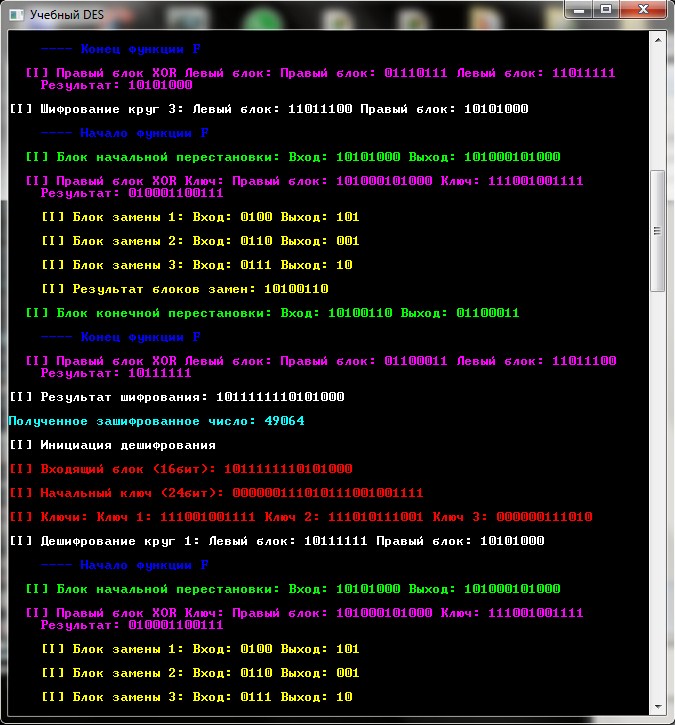 Учебный DES
---- Конец функции F
[I] Правый блок XOR Левый блок: Правый блок: 01110111 Левый блок: 11011111
Результат: 10101000
[I] Шифрование круг 3: Левый блок: 11011100 Правый блок: 10101000
---- Начало функции F
[I] Блок начальной перестановки: Вход: 10101000 Выход: 101000101000
[I] Правый блок XOR Ключ: Правый блок: 101000101000 Ключ: 111001001111
Результат: 010001100111
[I] Блок замены 1: Вход: 0100 Выход: 101
[I] Блок замены 2: Вход: 0110 Выход: 001
[I] Блок замены 3: Вход: 0111 Выход: 10
[I] Результат блоков замен: 10100110
[I] Блок конечной перестановки: Вход: 10100110 Выход: 01100011
---- Конец функции F
[I] Правый блок XOR Левый блок: Правый блок: 01100011 Левый блок: 11011100
Результат: 10111111
[I] Результат шифрования: 1011111110101000
Полученное зашифрованное число: 49064
[I] Инициация дешифрования
[I] Входящий блок (16бит): 1011111110101000
[I] Начальный ключ (24бит): 000000111010111001001111
[I] Ключи: Ключ 1: 111001001111 Ключ 2: 111010111001 Ключ 3: 000000111010
[I] Дешифрование круг 1: Левый блок: 10111111 Правый блок: 10101000
---- Начало функции F
[I] Блок начальной перестановки: Вход: 10101000 Выход: 101000101000
[I] Правый блок XOR Ключ: Правый блок: 101000101000 Ключ: 111001001111
Результат: 010001100111
[I] Блок замены 1: Вход: 0100 Выход: 101
[I] Блок замены 2: Вход: 0110 Выход: 001
[I] Блок замены 3: Вход: 0111 Выход: 10